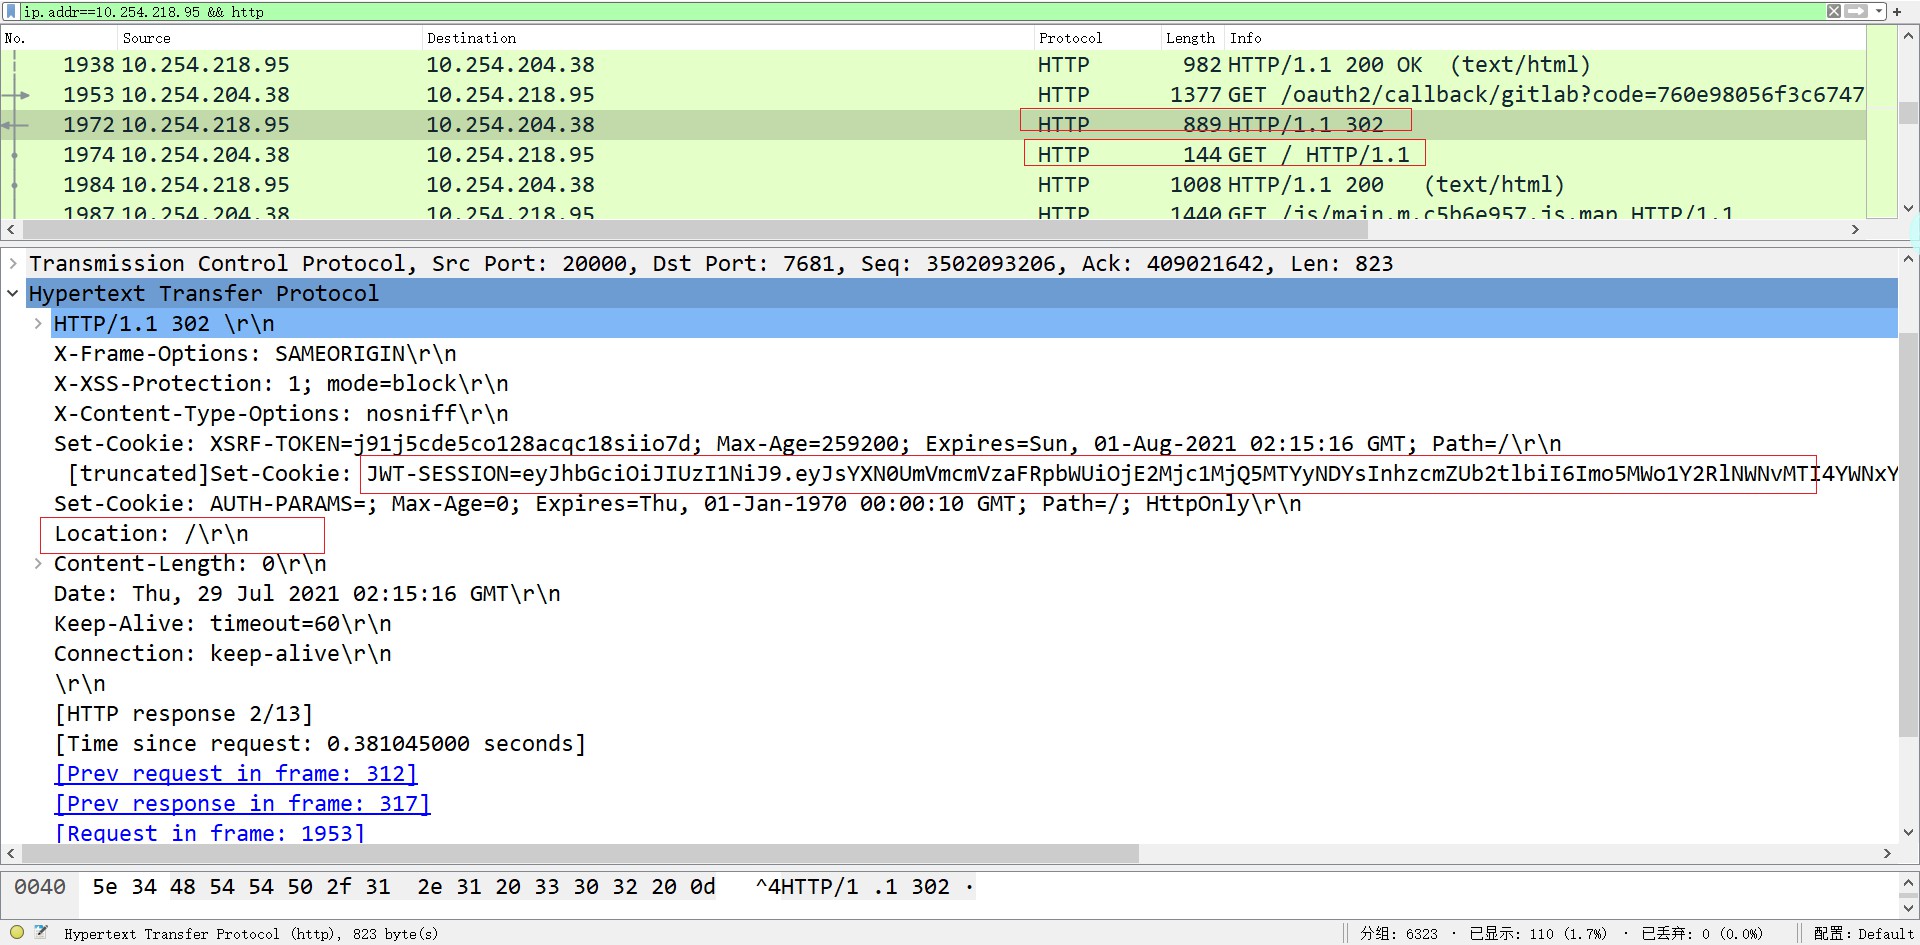 ip.addr==10.254.218.95 && http
No. Source Destination Protocol Length Info
1938 10.254.218.95 10.254.204.38 HTTP 982 HTTP/1.1 200 OK (text/html)
1953 10.254.204.38 10.254.218.95 HTTP 1377 GET /oauth2/callback/gitlab?code=760e98056f3c6747
1972 10.254.218.95 10.254.204.38 HTTP 889 HTTP/1.1 302
1974 10.254.204.38 10.254.218.95 HTTP 144 GET / HTTP/1.1
1984 10.254.218.95 10.254.204.38 HTTP 1008 HTTP/1.1 200 (text/html)
1987 10.254.204.38 10.254.218.95 HTTP 1440 GET /js/main.m.c5b6e957.js.map HTTP/1.1
Transmission Control Protocol, Src Port: 20000, Dst Port: 7681, Seq: 3502093206, Ack: 409021642, Len: 823
Hypertext Transfer Protocol
HTTP/1.1 302 \r\n
X-Frame-Options: SAMEORIGIN\r\n
X-XSS-Protection: 1; mode=block\r\n
X-Content-Type-Options: nosniff\r\n
Set-Cookie: XSRF-TOKEN=j91j5cde5co128acqc18siio7d; Max-Age=259200; Expires=Sun, 01-Aug-2021 02:15:16 GMT; Path=/\r\n
[truncated]Set-Cookie: JWT-SESSION=eyJhbGciOiJIUzI1NiJ9.eyJsYXN0UmVmcmVzaFRpbWUiOjE2Mjc1MjQ5MTYyNDYsInhzcmZUb2tlbiI6Imo5MWo1Y2RlNWNvMTI4YWNxY
Set-Cookie: AUTH-PARAMS=; Max-Age=0; Expires=Thu, 01-Jan-1970 00:00:10 GMT; Path=/; HttpOnly\r\n
Location: /\r\n
Content-Length: 0\r\n
Date: Thu, 29 Jul 2021 02:15:16 GMT\r\n
Keep-Alive: timeout=60\r\n
Connection: keep-alive\r\n
\r\n
[HTTP response 2/13]
[Time since request: 0.381045000 seconds]
[Prev request in frame: 312]
[Prev response in frame: 317]
[Request in frame: 1953]
0040 5e 34 48 54 54 50 2f 31 2e 31 20 33 30 32 20 0d ^4HTTP/1 .1 302 ·
Hypertext Transfer Protocol (http), 823 byte(s) 分组: 6323 · 已显示: 110 (1.7%) · 已丢弃: 0 (0.0%) 配置: Default